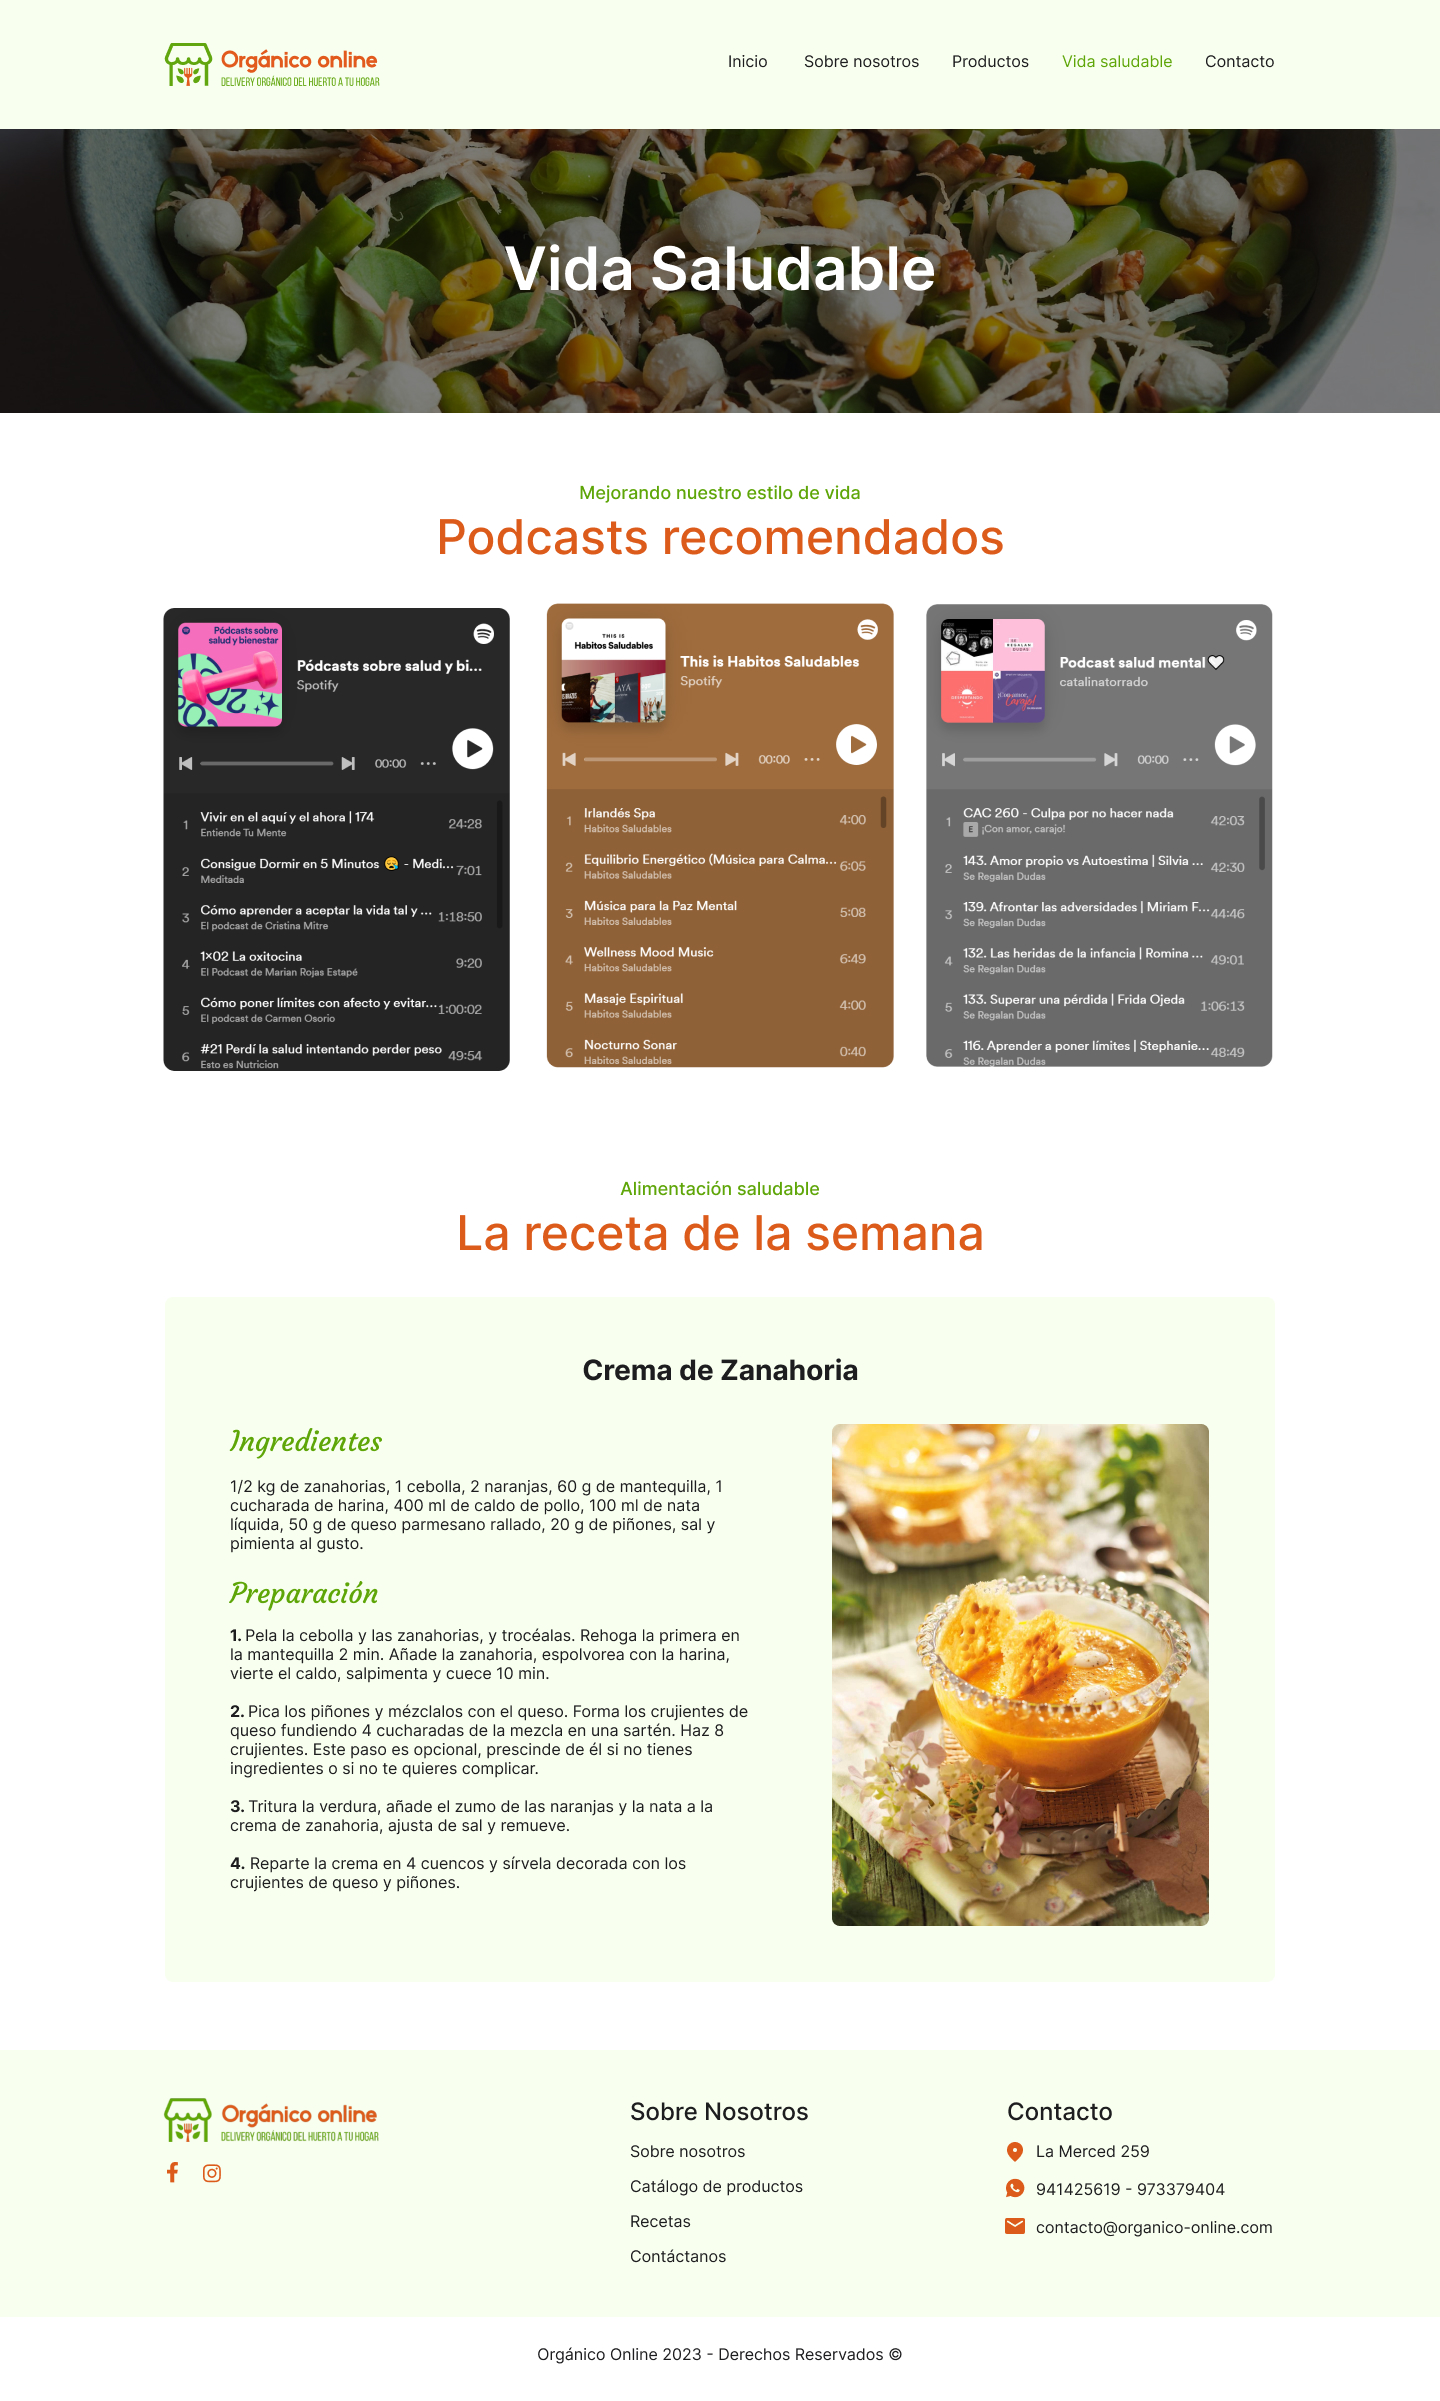 Orgánico online
DELIVERY ORGÁNICO DEL HUERTO A TU HOGAR
Inicio
Sobre nosotros
Productos
Vida saludable
Contacto
Vida Saludable
Mejorando nuestro estilo de vida
Podcasts recomendados
Pódcasts sobre
salud y bienestar
Pódcasts sobre salud y bi...
Spotify
00:00
1 Vivir en el aquí y el ahora | 174 24:28
Entiende Tu Mente
2 Consigue Dormir en 5 Minutos 😪 - Medi... 7:01
Meditada
3 Cómo aprender a aceptar la vida tal y ... 1:18:50
El podcast de Cristina Mitre
4 1x02 La oxitocina 9:20
El Podcast de Marian Rojas Estapé
5 Cómo poner límites con afecto y evitar... 1:00:02
El podcast de Carmen Osorio
6 #21 Perdí la salud intentando perder peso 49:54
Esto es Nutricion
THIS IS
Habitos Saludables
This is Habitos Saludables
Spotify
00:00
1 Irlandés Spa 4:00
Habitos Saludables
2 Equilibrio Energético (Música para Calma... 6:05
Habitos Saludables
3 Música para la Paz Mental 5:08
Habitos Saludables
4 Wellness Mood Music 6:49
Habitos Saludables
5 Masaje Espiritual 4:00
Habitos Saludables
6 Nocturno Sonar 0:40
Habitos Saludables
SE
REGALAN
DUDAS
DESPERTANDO
¡Con amor,
carajo!
Podcast salud mental🤍
catalinatorrado
00:00
1 CAC 260 - Culpa por no hacer nada 42:03
E ¡Con amor, carajo!
2 143. Amor propio vs Autoestima | Silvia ... 42:30
Se Regalan Dudas
3 139. Afrontar las adversidades | Miriam F... 44:46
Se Regalan Dudas
4 132. Las heridas de la infancia | Romina ... 49:01
Se Regalan Dudas
5 133. Superar una pérdida | Frida Ojeda 1:06:13
Se Regalan Dudas
6 116. Aprender a poner límites | Stephanie... 48:49
Se Regalan Dudas
Alimentación saludable
La receta de la semana
Crema de Zanahoria
Ingredientes
1/2 kg de zanahorias, 1 cebolla, 2 naranjas, 60 g de mantequilla, 1
cucharada de harina, 400 ml de caldo de pollo, 100 ml de nata
líquida, 50 g de queso parmesano rallado, 20 g de piñones, sal y
pimienta al gusto.
Preparación
1. Pela la cebolla y las zanahorias, y trocéalas. Rehoga la primera en
la mantequilla 2 min. Añade la zanahoria, espolvorea con la harina,
vierte el caldo, salpimenta y cuece 10 min.
2. Pica los piñones y mézclalos con el queso. Forma los crujientes de
queso fundiendo 4 cucharadas de la mezcla en una sartén. Haz 8
crujientes. Este paso es opcional, prescinde de él si no tienes
ingredientes o si no te quieres complicar.
3. Tritura la verdura, añade el zumo de las naranjas y la nata a la
crema de zanahoria, ajusta de sal y remueve.
4. Reparte la crema en 4 cuencos y sírvela decorada con los
crujientes de queso y piñones.
Orgánico online
DELIVERY ORGÁNICO DEL HUERTO A TU HOGAR
Sobre Nosotros
Sobre nosotros
Catálogo de productos
Recetas
Contáctanos
Contacto
La Merced 259
941425619 - 973379404
contacto@organico-online.com
Orgánico Online 2023 - Derechos Reservados ©